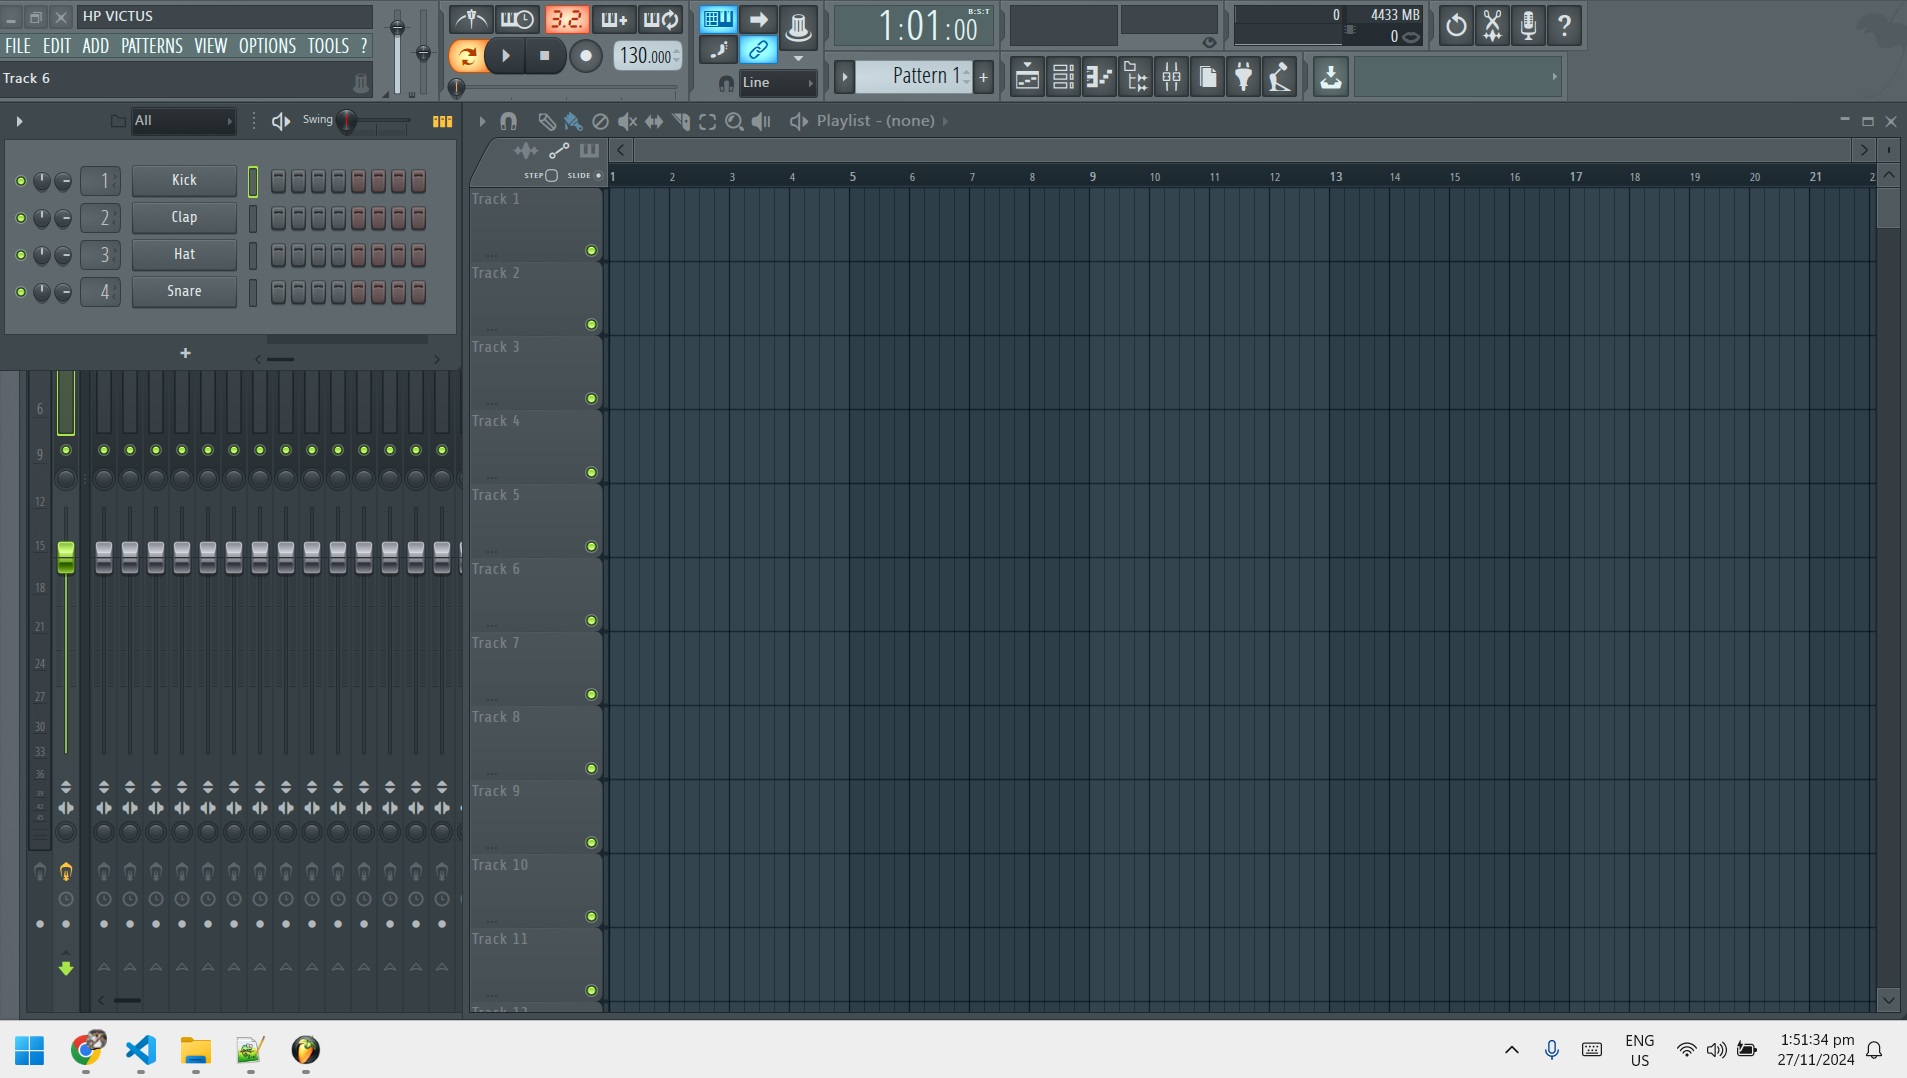 HP VICTUS
FILE EDIT ADD PATTERNS VIEW OPTIONS TOOLS ?
Track 6
3.2.
130.000
Line
1:01:00
B:S:T
Pattern 1
+
0
4433 MB
0
?
All
Swing
Playlist - (none)
STEP
SLIDE
1 2 3 4 5 6 7 8 9 10 11 12 13 14 15 16 17 18 19 20 21 2
1 Kick
2 Clap
3 Hat
4 Snare
+
6
9
12
15
18
21
24
27
30
33
36
39
42
45
Track 1
...
Track 2
...
Track 3
...
Track 4
...
Track 5
...
Track 6
...
Track 7
...
Track 8
...
Track 9
...
Track 10
...
Track 11
...
ENG
US
1:51:34 pm
27/11/2024